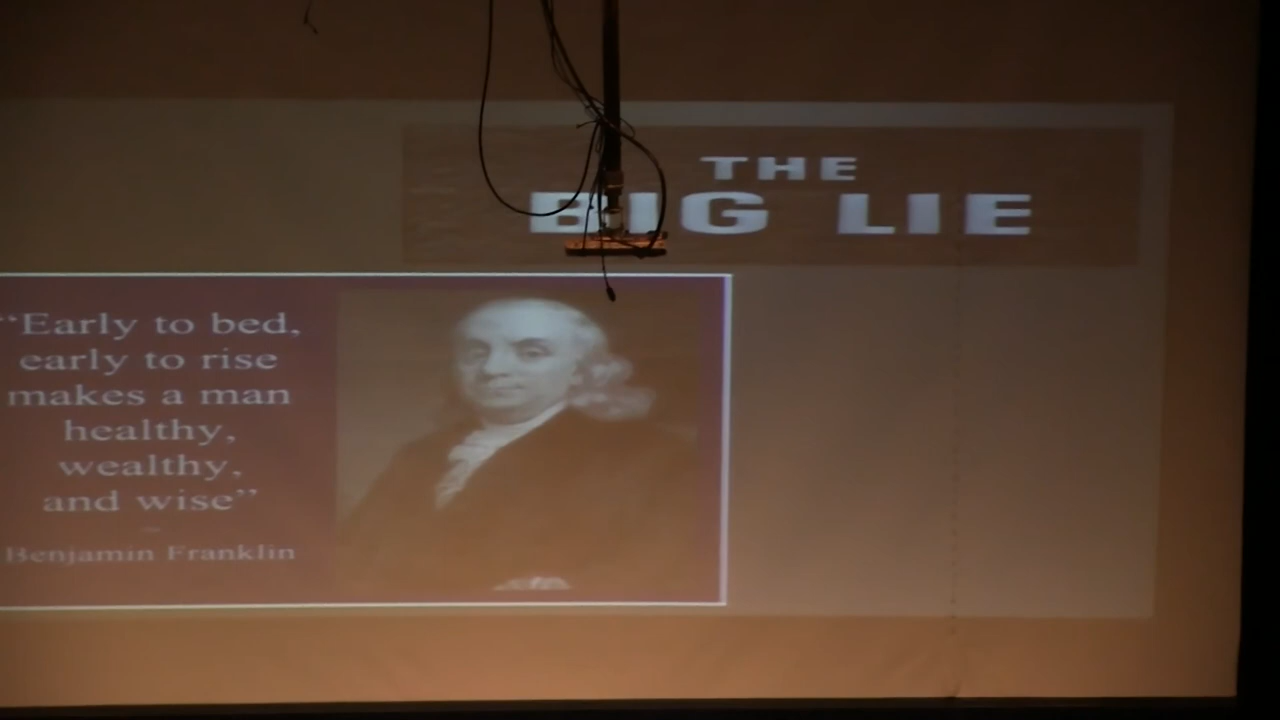 THE
BIG LIE
“Early to bed,
early to rise
makes a man
healthy,
wealthy,
and wise”
–
Benjamin Franklin